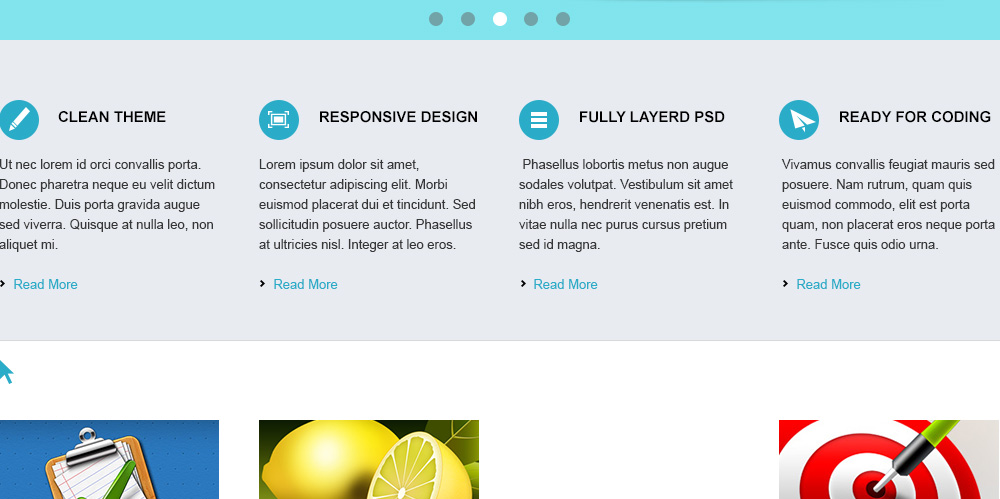 CLEAN THEME
Ut nec lorem id orci convallis porta.
Donec pharetra neque eu velit dictum
molestie. Duis porta gravida augue
sed viverra. Quisque at nulla leo, non
aliquet mi.
Read More
RESPONSIVE DESIGN
Lorem ipsum dolor sit amet,
consectetur adipiscing elit. Morbi
euismod placerat dui et tincidunt. Sed
sollicitudin posuere auctor. Phasellus
at ultricies nisl. Integer at leo eros.
Read More
FULLY LAYERD PSD
Phasellus lobortis metus non augue
sodales volutpat. Vestibulum sit amet
nibh eros, hendrerit venenatis est. In
vitae nulla nec purus cursus pretium
sed id magna.
Read More
READY FOR CODING
Vivamus convallis feugiat mauris sed
posuere. Nam rutrum, quam quis
euismod commodo, elit est porta
quam, non placerat eros neque porta
ante. Fusce quis odio urna.
Read More